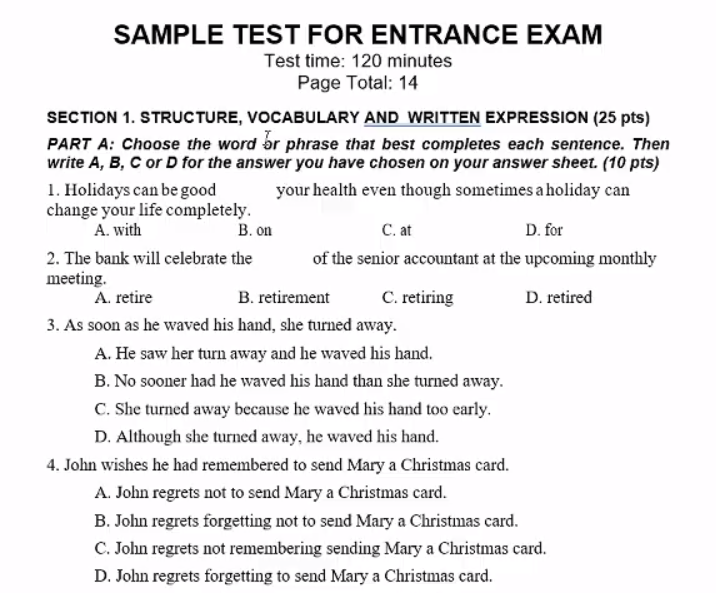 SAMPLE TEST FOR ENTRANCE EXAM
Test time: 120 minutes
Page Total: 14
SECTION 1. STRUCTURE, VOCABULARY AND WRITTEN EXPRESSION (25 pts)
PART A: Choose the word or phrase that best completes each sentence. Then
write A, B, C or D for the answer you have chosen on your answer sheet. (10 pts)
1. Holidays can be good your health even though sometimes a holiday can
change your life completely.
A. with B. on C. at D. for
2. The bank will celebrate the of the senior accountant at the upcoming monthly
meeting.
A. retire B. retirement C. retiring D. retired
3. As soon as he waved his hand, she turned away.
A. He saw her turn away and he waved his hand.
B. No sooner had he waved his hand than she turned away.
C. She turned away because he waved his hand too early.
D. Although she turned away, he waved his hand.
4. John wishes he had remembered to send Mary a Christmas card.
A. John regrets not to send Mary a Christmas card.
B. John regrets forgetting not to send Mary a Christmas card.
C. John regrets not remembering sending Mary a Christmas card.
D. John regrets forgetting to send Mary a Christmas card.